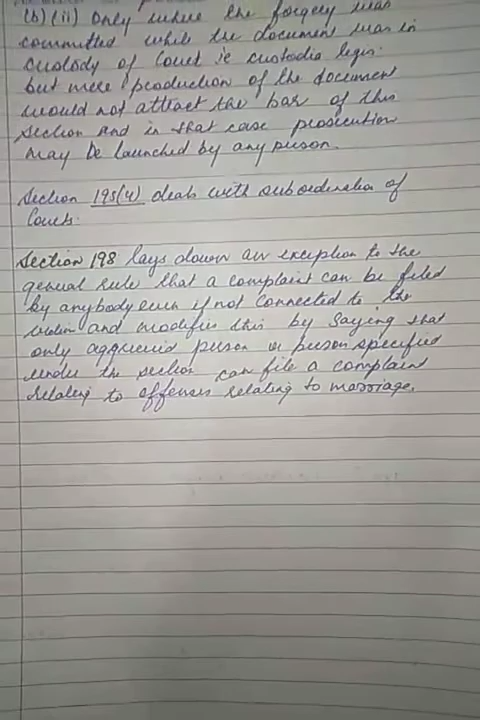 (b)(ii) only where the forgery was
committed while the document was in
custody of Court ie custodia legis.
but mere production of the document
would not attract the bar of this
section and in that case prosecution
may be launched by any person.
Section 195(4) deals with subordination of
Courts.
Section 198 lays down an exception to the
general rule that a complaint can be filed
by anybody even if not connected to the
victim and modifies this by saying that
only aggrieved person or person specified
under the section can file a complain
relating to offenses relating to marriage.